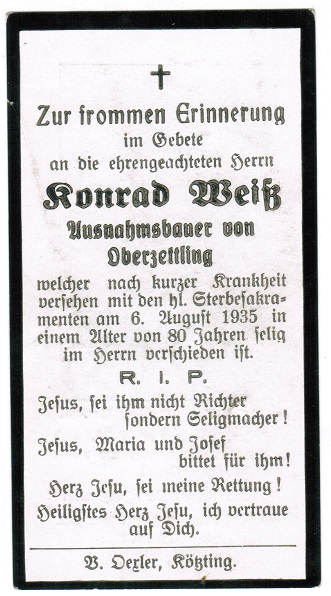 Zur frommen Erinnerung
im Gebete
an die ehrengeachteten Herrn
Konrad Weiß
Ausnahmsbauer von
Oberzettling
welcher nach kurzer Krankheit
versehen mit den hl. Sterbesakra-
menten am 6. August 1935 in
einem Alter von 80 Jahren selig
im Herrn verschieden ist.
R. I. P.
Jesus, sei ihm nicht Richter
sondern Seligmacher!
Jesus, Maria und Josef
bittet für ihm!
Herz Jesu, sei meine Rettung!
Heiligstes Herz Jesu, ich vertraue
auf Dich.
V. Oexler, Kötzting.